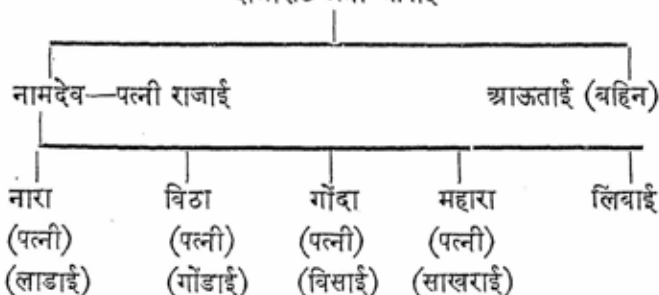 नामदेव—पत्नी राजाई आऊताई (बहिन)
नारा विठा गोंदा महारा लिंबाई
(पत्नी) (पत्नी) (पत्नी) (पत्नी)
(लाडाई) (गोंडाई) (विसाई) (साखराई)